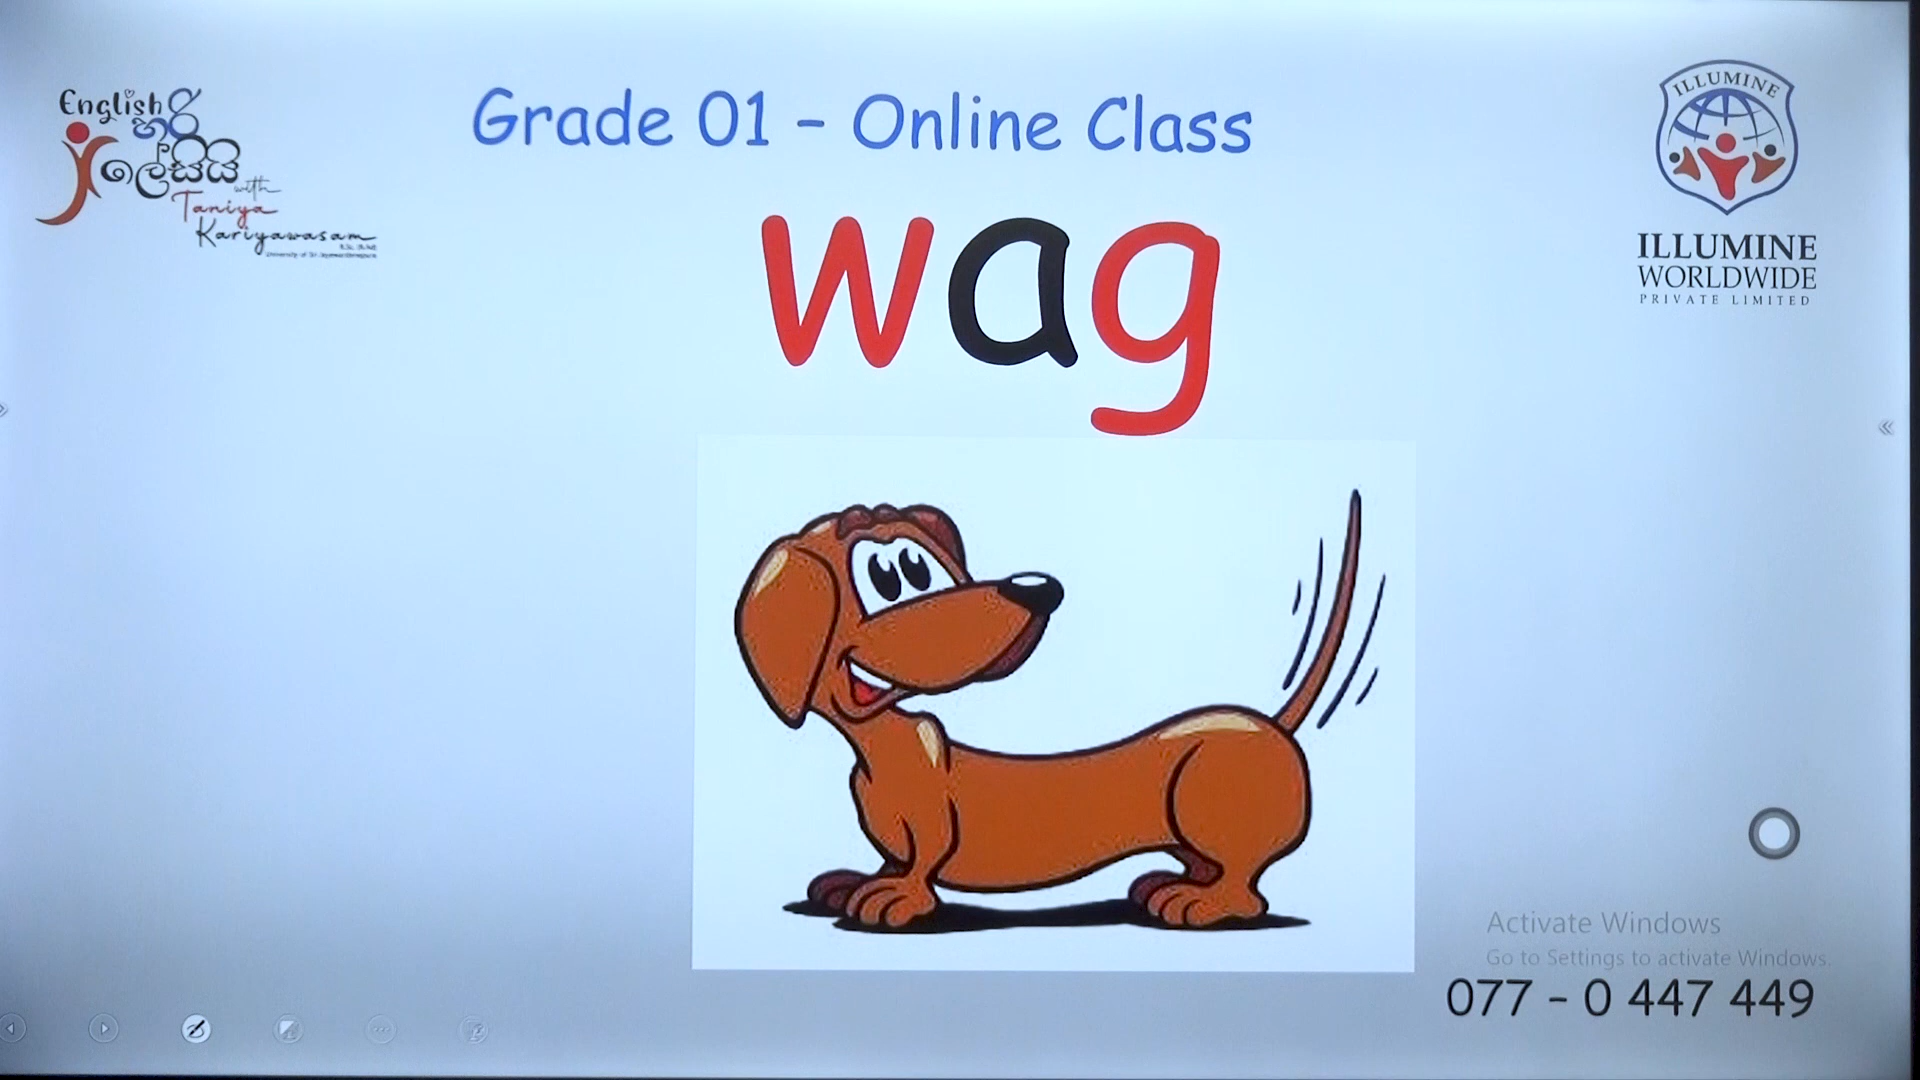 English හරි
ලේසියි
with
Taniya
Kariyawasam
Grade 01 – Online Class
wag
ILLUMINE
ILLUMINE
WORLDWIDE
PRIVATE LIMITED
Activate Windows
Go to Settings to activate Windows.
077 – 0 447 449